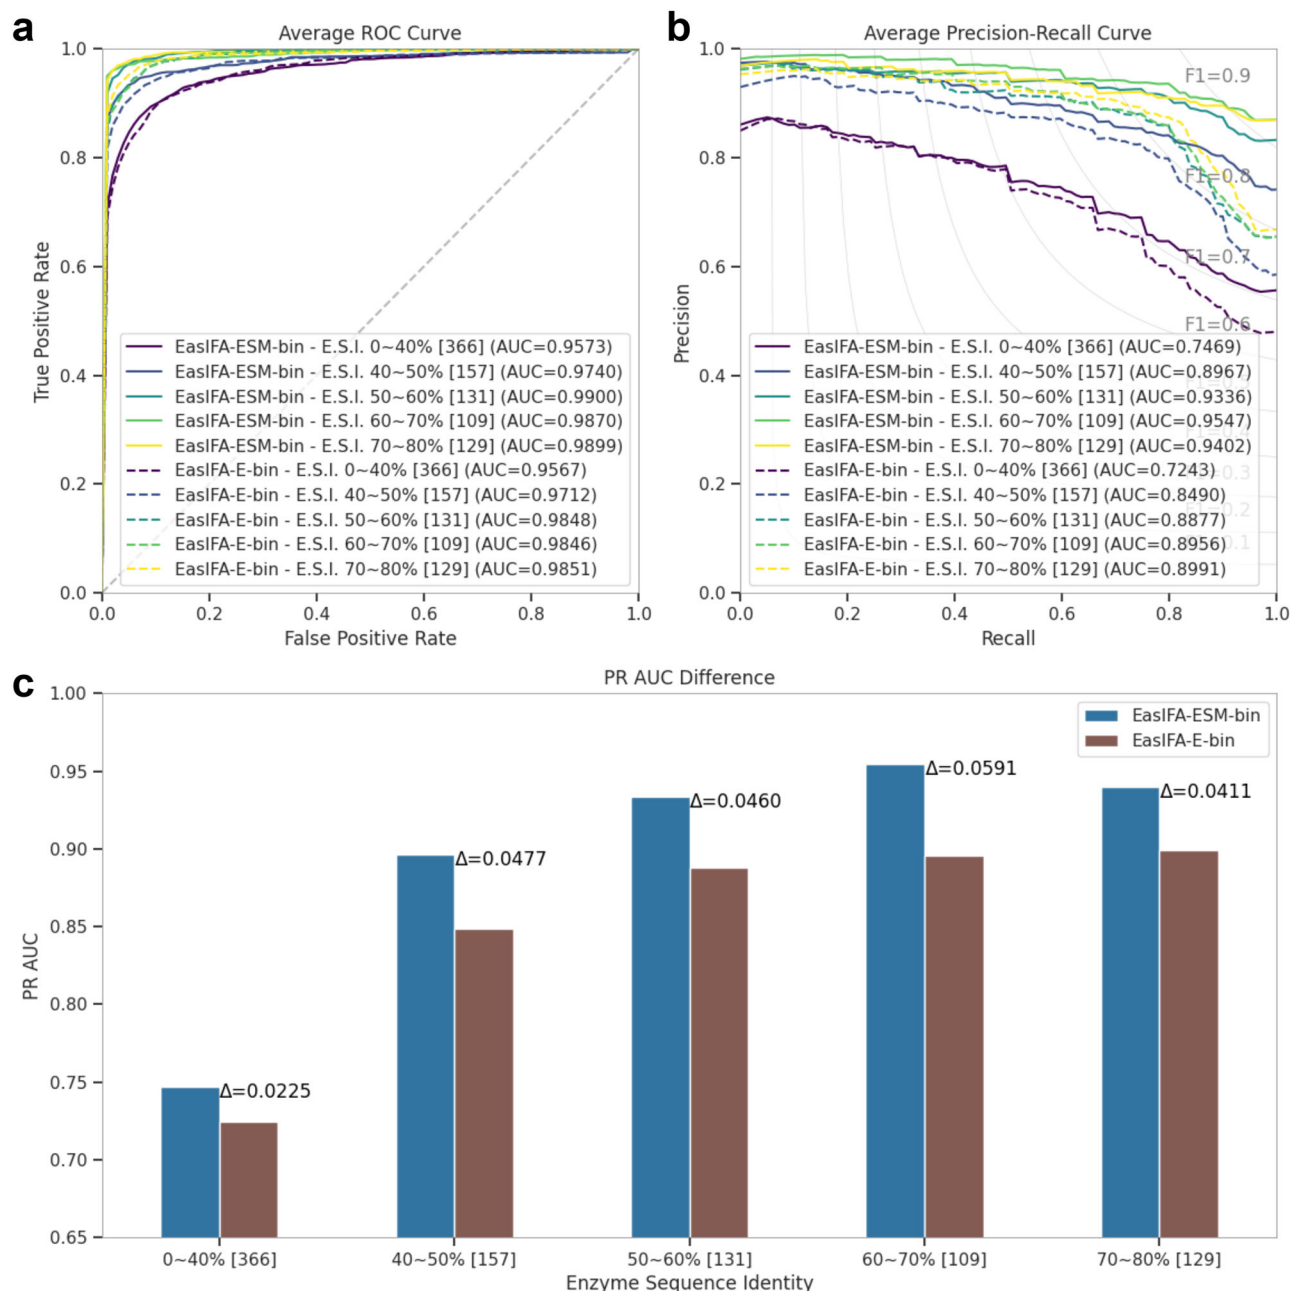 a
Average ROC Curve
1.0
0.8
0.6
0.4
0.2
0.0
True Positive Rate
EasIFA-ESM-bin - E.S.I. 0~40% [366] (AUC=0.9573)
EasIFA-ESM-bin - E.S.I. 40~50% [157] (AUC=0.9740)
EasIFA-ESM-bin - E.S.I. 50~60% [131] (AUC=0.9900)
EasIFA-ESM-bin - E.S.I. 60~70% [109] (AUC=0.9870)
EasIFA-ESM-bin - E.S.I. 70~80% [129] (AUC=0.9899)
EasIFA-E-bin - E.S.I. 0~40% [366] (AUC=0.9567)
EasIFA-E-bin - E.S.I. 40~50% [157] (AUC=0.9712)
EasIFA-E-bin - E.S.I. 50~60% [131] (AUC=0.9848)
EasIFA-E-bin - E.S.I. 60~70% [109] (AUC=0.9846)
EasIFA-E-bin - E.S.I. 70~80% [129] (AUC=0.9851)
0.0 0.2 0.4 0.6 0.8 1.0
False Positive Rate
b
Average Precision-Recall Curve
1.0
0.8
0.6
0.4
0.2
0.0
Precision
F1=0.9
F1=0.8
F1=0.7
F1=0.6
EasIFA-ESM-bin - E.S.I. 0~40% [366] (AUC=0.7469)
EasIFA-ESM-bin - E.S.I. 40~50% [157] (AUC=0.8967)
EasIFA-ESM-bin - E.S.I. 50~60% [131] (AUC=0.9336)
EasIFA-ESM-bin - E.S.I. 60~70% [109] (AUC=0.9547)
EasIFA-ESM-bin - E.S.I. 70~80% [129] (AUC=0.9402)
EasIFA-E-bin - E.S.I. 0~40% [366] (AUC=0.7243)
EasIFA-E-bin - E.S.I. 40~50% [157] (AUC=0.8490)
EasIFA-E-bin - E.S.I. 50~60% [131] (AUC=0.8877)
EasIFA-E-bin - E.S.I. 60~70% [109] (AUC=0.8956)
EasIFA-E-bin - E.S.I. 70~80% [129] (AUC=0.8991)
0.0 0.2 0.4 0.6 0.8 1.0
Recall
c
PR AUC Difference
1.00
0.95
0.90
0.85
0.80
0.75
0.70
0.65
PR AUC
EasIFA-ESM-bin
EasIFA-E-bin
Δ=0.0225
Δ=0.0477
Δ=0.0460
Δ=0.0591
Δ=0.0411
0~40% [366] 40~50% [157] 50~60% [131] 60~70% [109] 70~80% [129]
Enzyme Sequence Identity